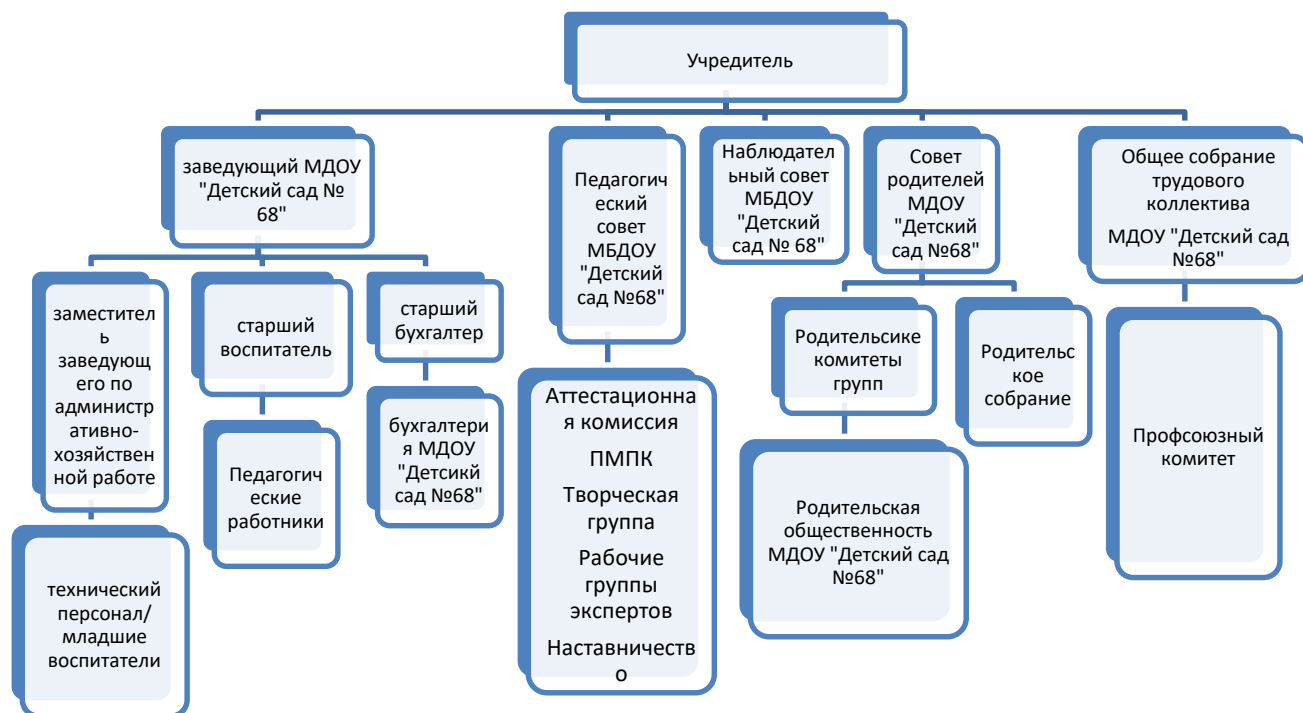 Учредитель
заведующий МДОУ
"Детский сад №
68"
Педагогич
еский
совет
МБДОУ
"Детский
сад №68"
Наблюдател
ьный совет
МБДОУ
"Детский
сад № 68"
Совет
родителей
МДОУ
"Детский
сад №68"
Общее собрание
трудового
коллектива
МДОУ "Детский сад
№68"
заместител
ь
заведующ
его по
администр
ативно-
хозяйствен
ной работе
старший
воспитатель
старший
бухгалтер
Родительсике
комитеты
групп
Родительс
кое
собрание
Профсоюзный
комитет
Педагогич
еские
работники
бухгалтери
я МДОУ
"Детсикй
сад №68"
Аттестационна
я комиссия
ПМПК
Творческая
группа
Рабочие
группы
экспертов
Наставничеств
о
Родительская
общественность
МДОУ "Детский сад
№68"
технический
персонал/
младшие
воспитатели